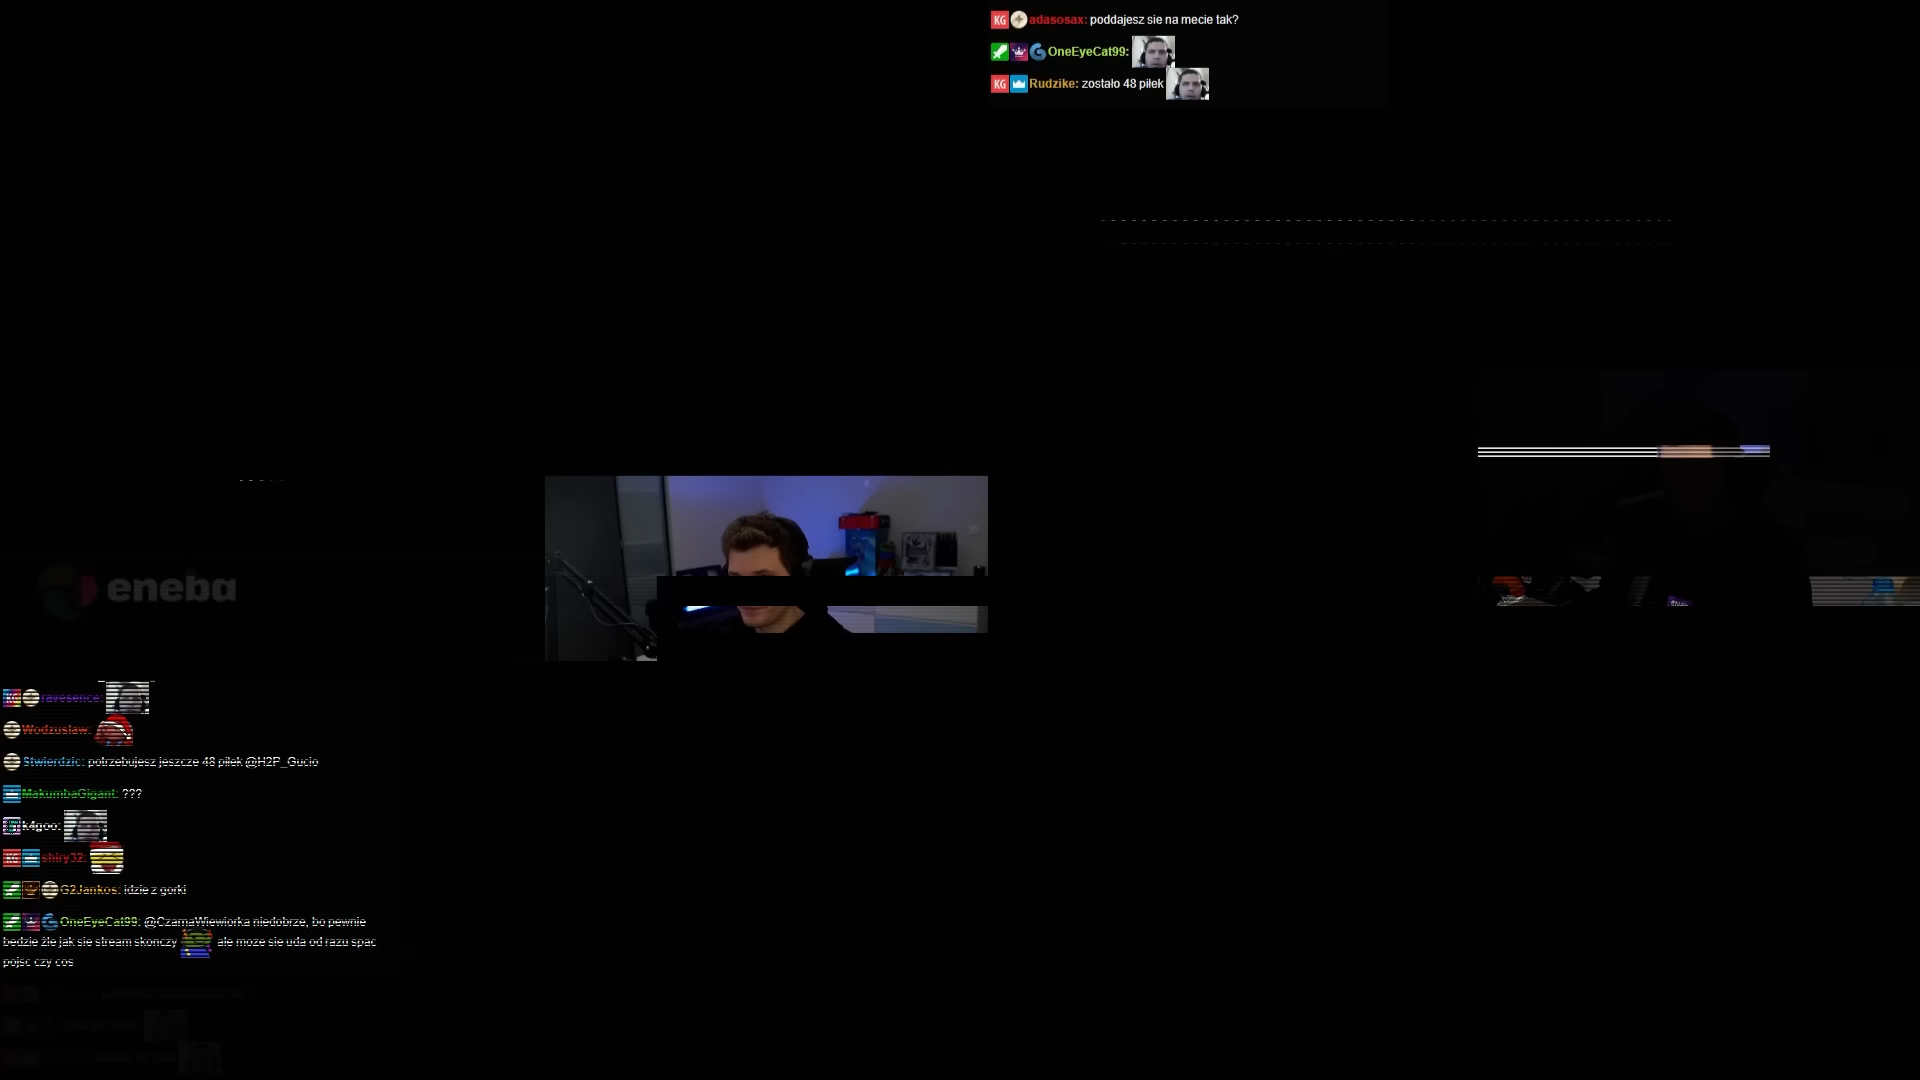 adasosax: poddajesz sie na mecie tak?
OneEyeCat99:
Rudzike: zostało 48 piłek
eneba
ravesence:
Wodzuslaw:
Stwierdzic: potrzebujesz jeszcze 48 piłek @H2P_Gucio
MakumbaGigant: ???
k4goo:
shiry32:
G2Jankos: idzie z gorki
OneEyeCat99: @CzarnaWiewiorka niedobrze, bo pewnie
bedzie źle jak sie stream skonczy ale moze sie uda od razu spac
pojsc czy cos